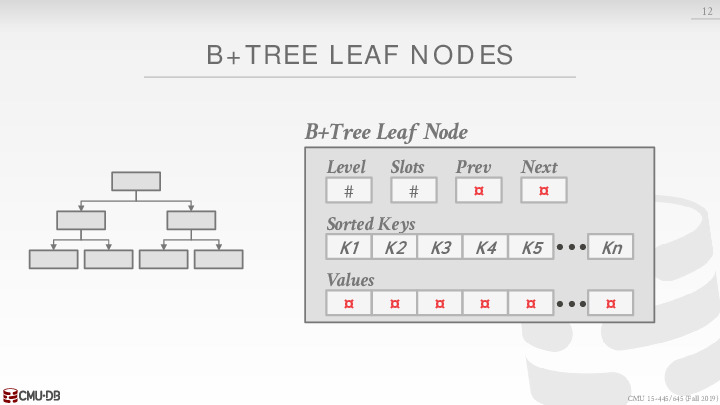 12
B+TREE LEAF NODES
B+Tree Leaf Node
Level Slots Prev Next
# # ¤ ¤
Sorted Keys
K1 K2 K3 K4 K5 ••• Kn
Values
¤ ¤ ¤ ¤ ¤ ••• ¤
CMU·DB
CMU 15-445/645 (Fall 2019)